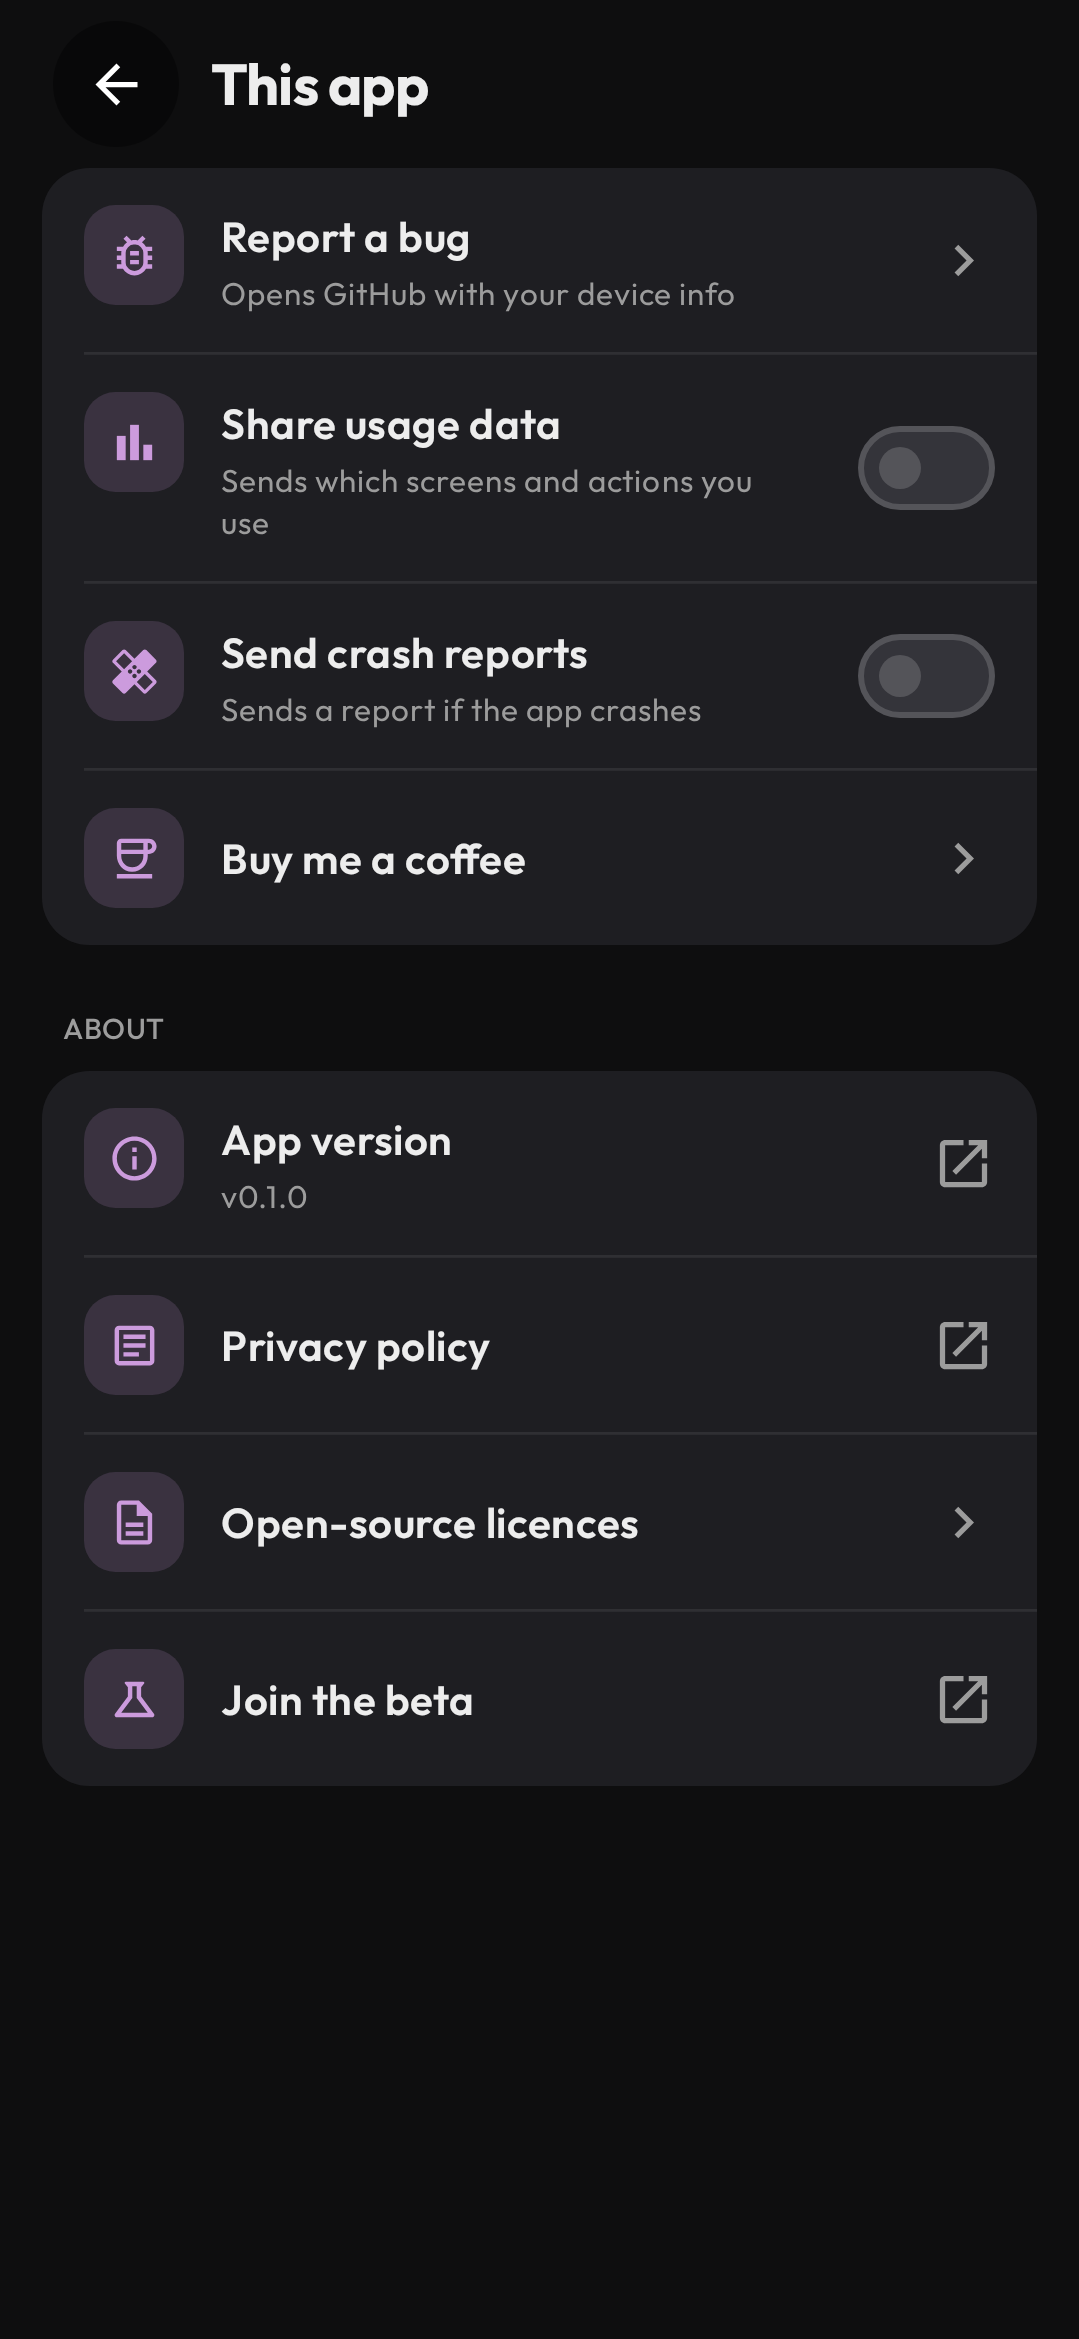 This app
Report a bug
Opens GitHub with your device info
Share usage data
Sends which screens and actions you
use
Send crash reports
Sends a report if the app crashes
Buy me a coffee
ABOUT
App version
v0.1.0
Privacy policy
Open-source licences
Join the beta